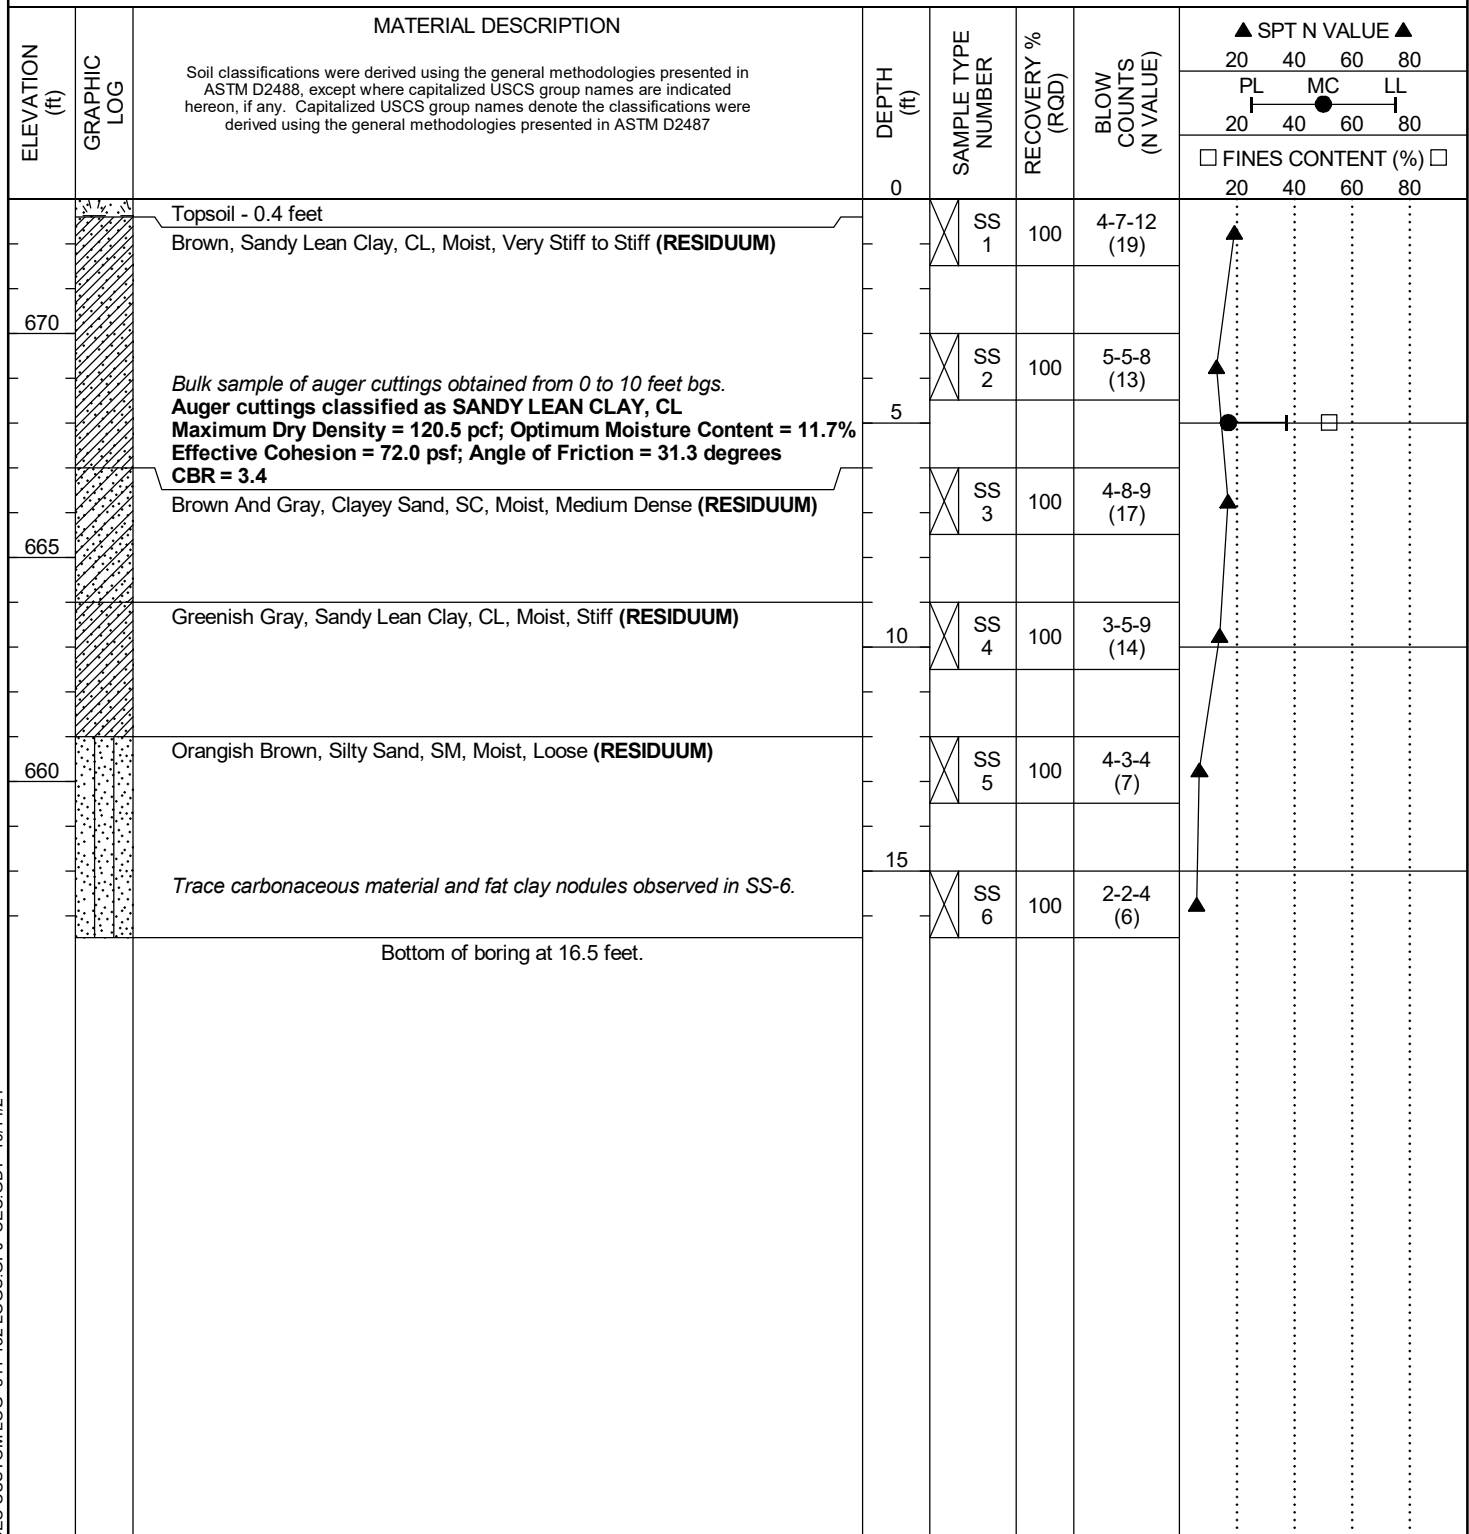 ELEVATION
(ft)
GRAPHIC
LOG
MATERIAL DESCRIPTION
Soil classifications were derived using the general methodologies presented in
ASTM D2488, except where capitalized USCS group names are indicated
hereon, if any. Capitalized USCS group names denote the classifications were
derived using the general methodologies presented in ASTM D2487
DEPTH
(ft)
0
SAMPLE TYPE
NUMBER
RECOVERY %
(RQD)
BLOW
COUNTS
(N VALUE)
▲ SPT N VALUE ▲
20 40 60 80
PL MC LL
20 40 60 80
□ FINES CONTENT (%) □
20 40 60 80
Topsoil - 0.4 feet
Brown, Sandy Lean Clay, CL, Moist, Very Stiff to Stiff (RESIDUUM)
SS
1
100
4-7-12
(19)
670
SS
2
100
5-5-8
(13)
Bulk sample of auger cuttings obtained from 0 to 10 feet bgs.
Auger cuttings classified as SANDY LEAN CLAY, CL
Maximum Dry Density = 120.5 pcf; Optimum Moisture Content = 11.7%
Effective Cohesion = 72.0 psf; Angle of Friction = 31.3 degrees
CBR = 3.4
5
Brown And Gray, Clayey Sand, SC, Moist, Medium Dense (RESIDUUM)
SS
3
100
4-8-9
(17)
665
Greenish Gray, Sandy Lean Clay, CL, Moist, Stiff (RESIDUUM)
10
SS
4
100
3-5-9
(14)
Orangish Brown, Silty Sand, SM, Moist, Loose (RESIDUUM)
660
SS
5
100
4-3-4
(7)
15
Trace carbonaceous material and fat clay nodules observed in SS-6.
SS
6
100
2-2-4
(6)
Bottom of boring at 16.5 feet.